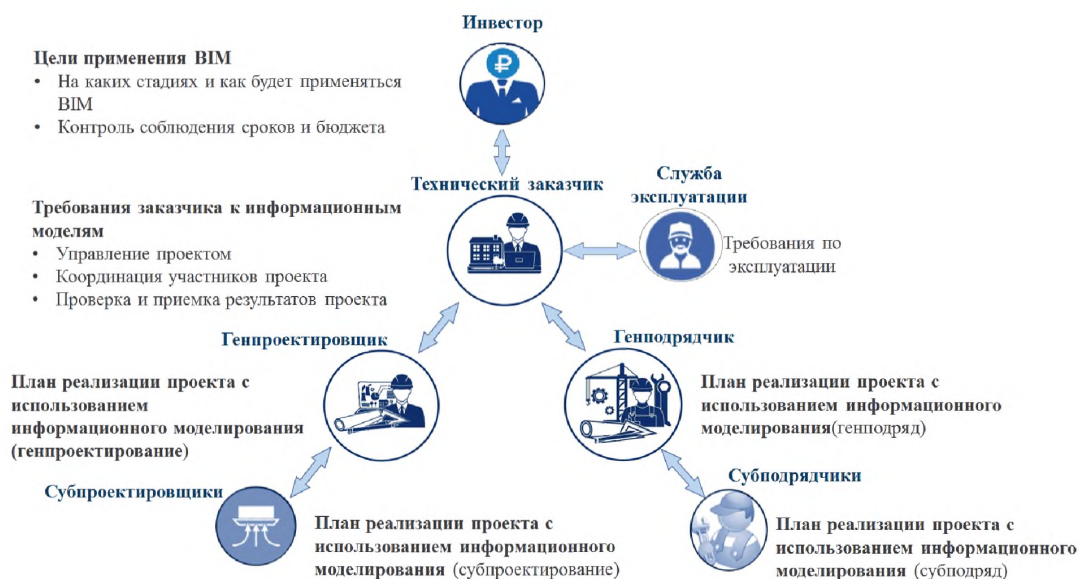 Инвестор
Цели применения BIM
• На каких стадиях и как будет применяться
BIM
• Контроль соблюдения сроков и бюджета
Технический заказчик
Служба
эксплуатации
Требования по
эксплуатации
Требования заказчика к информационным
моделям
• Управление проектом
• Координация участников проекта
• Проверка и приемка результатов проекта
Генпроектировщик
Генподрядчик
План реализации проекта с
использованием
информационного моделирования
(генпроектирование)
План реализации проекта с
использованием информационного
моделирования(генподряд)
Субпроектировщики
Субподрядчики
План реализации проекта с
использованием информационного
моделирования (субпроектирование)
План реализации проекта с
использованием информационного
моделирования (субподряд)